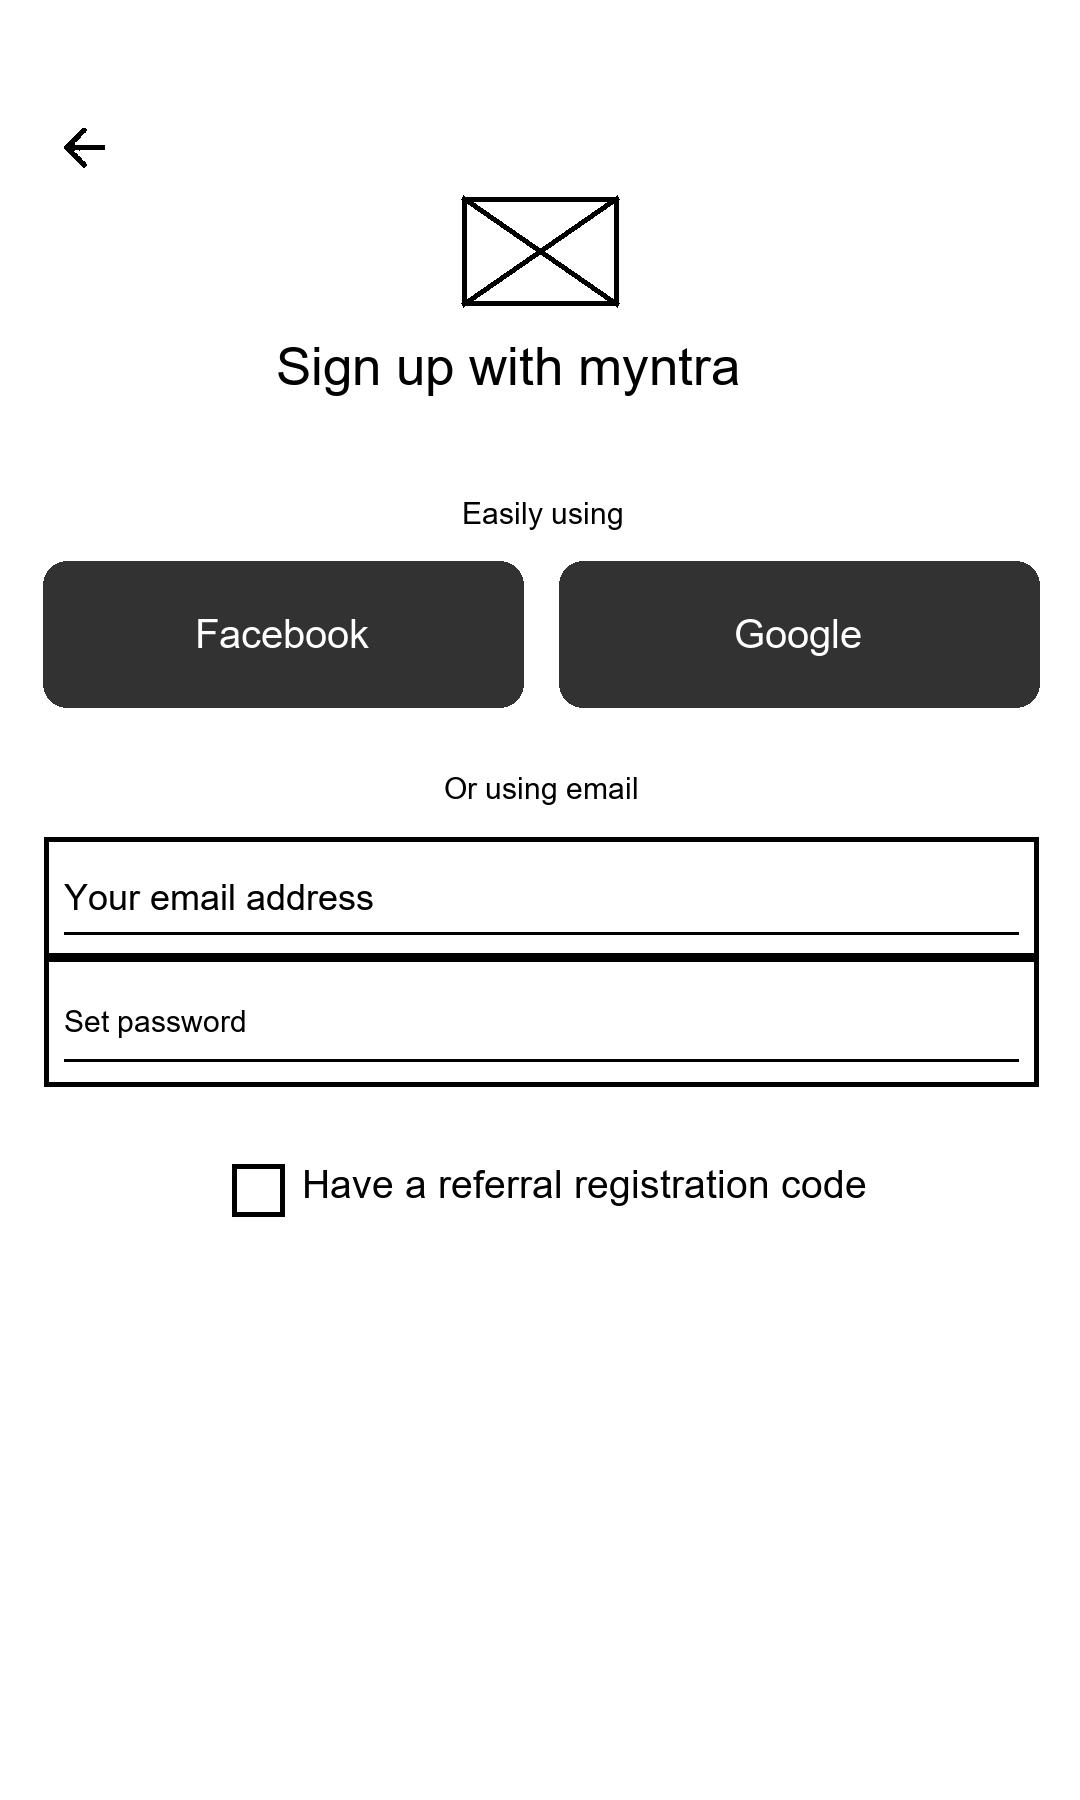 Sign up with myntra
Easily using
Facebook
Google
Or using email
Your email address
Set password
Have a referral registration code